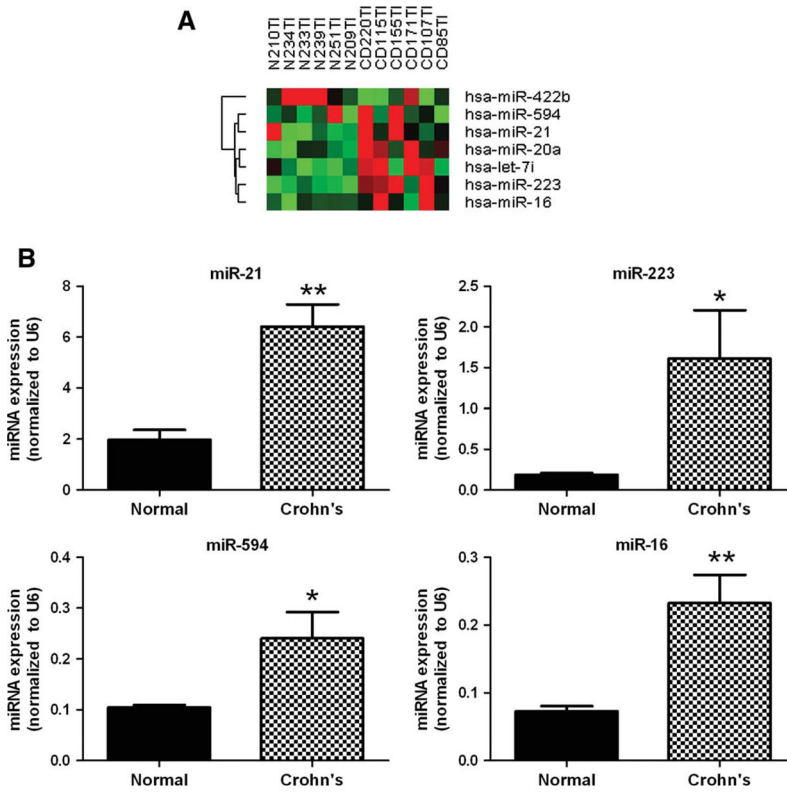 A
N210TI
N234TI
N233TI
N239TI
N251TI
N209TI
CD220TI
CD115TI
CD155TI
CD171TI
CD107TI
CD85TI
hsa-miR-422b
hsa-miR-594
hsa-miR-21
hsa-miR-20a
hsa-let-7i
hsa-miR-223
hsa-miR-16
B
miR-21
miRNA expression
(normalized to U6)
8
6
4
2
0
**
Normal Crohn's
miR-223
miRNA expression
(normalized to U6)
2.5
2.0
1.5
1.0
0.5
0.0
*
Normal Crohn's
miR-594
miRNA expression
(normalized to U6)
0.4
0.3
0.2
0.1
0.0
*
Normal Crohn's
miR-16
miRNA expression
(normalized to U6)
0.3
0.2
0.1
0.0
**
Normal Crohn's